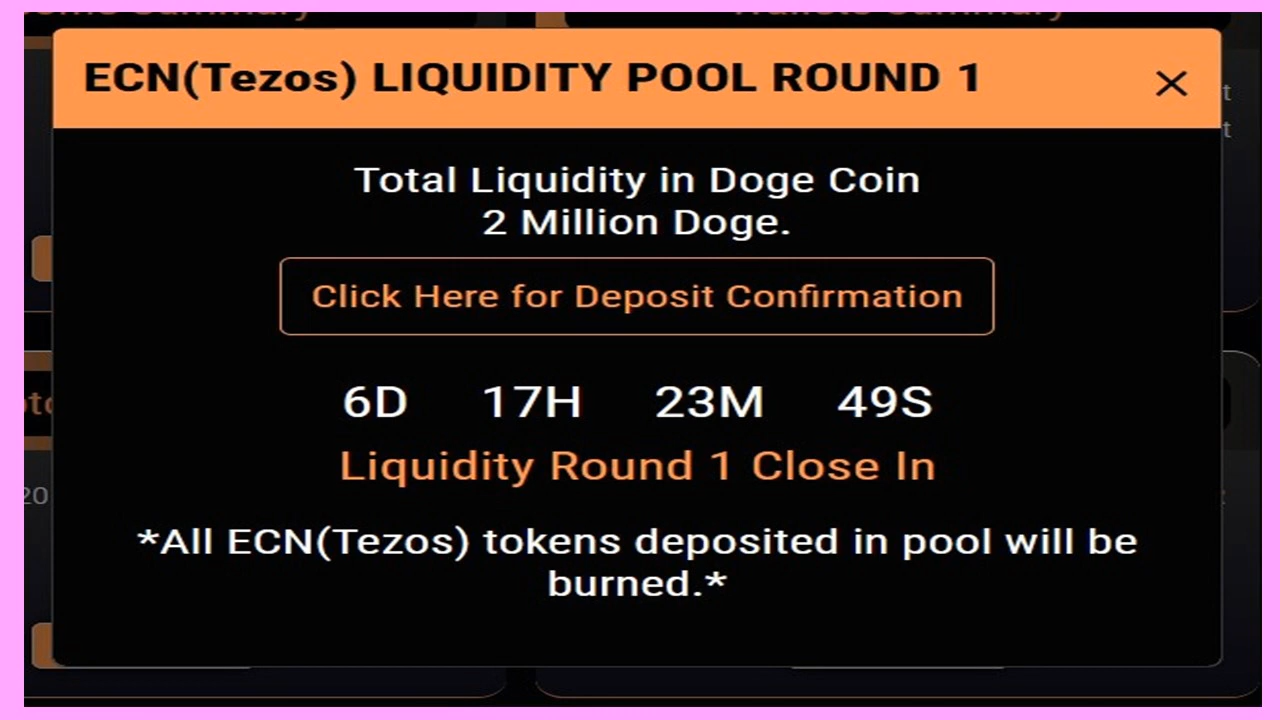 ECN(Tezos) LIQUIDITY POOL ROUND 1
Total Liquidity in Doge Coin
2 Million Doge.
Click Here for Deposit Confirmation
6D 17H 23M 49S
Liquidity Round 1 Close In
*All ECN(Tezos) tokens deposited in pool will be
burned.*
20